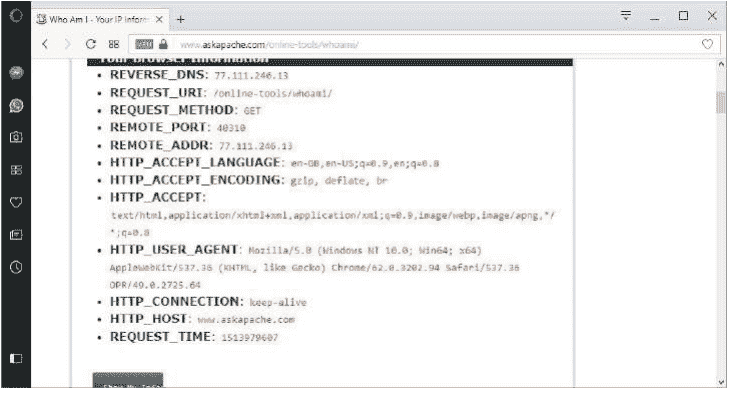 Who Am I - Your IP Inform
www.askapache.com/online-tools/whoami/
Your Browser Information
REVERSE_DNS: 77.111.246.13
REQUEST_URI: /online-tools/whoami/
REQUEST_METHOD: GET
REMOTE_PORT: 40310
REMOTE_ADDR: 77.111.246.13
HTTP_ACCEPT_LANGUAGE: en-GB,en-US;q=0.9,en;q=0.8
HTTP_ACCEPT_ENCODING: gzip, deflate, br
HTTP_ACCEPT:
text/html,application/xhtml+xml,application/xml;q=0.9,image/webp,image/apng,*/
*;q=0.8
HTTP_USER_AGENT: Mozilla/5.0 (Windows NT 10.0; Win64; x64)
AppleWebKit/537.36 (KHTML, like Gecko) Chrome/62.0.3202.94 Safari/537.36
OPR/49.0.2725.64
HTTP_CONNECTION: keep-alive
HTTP_HOST: www.askapache.com
REQUEST_TIME: 1513979607